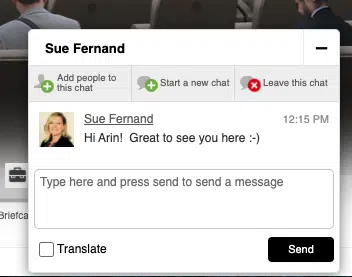 Sue Fernand
Add people to
this chat
Start a new chat
Leave this chat
Sue Fernand
12:15 PM
Hi Arin!  Great to see you here :-)
Type here and press send to send a message
Briefca
Translate
Send